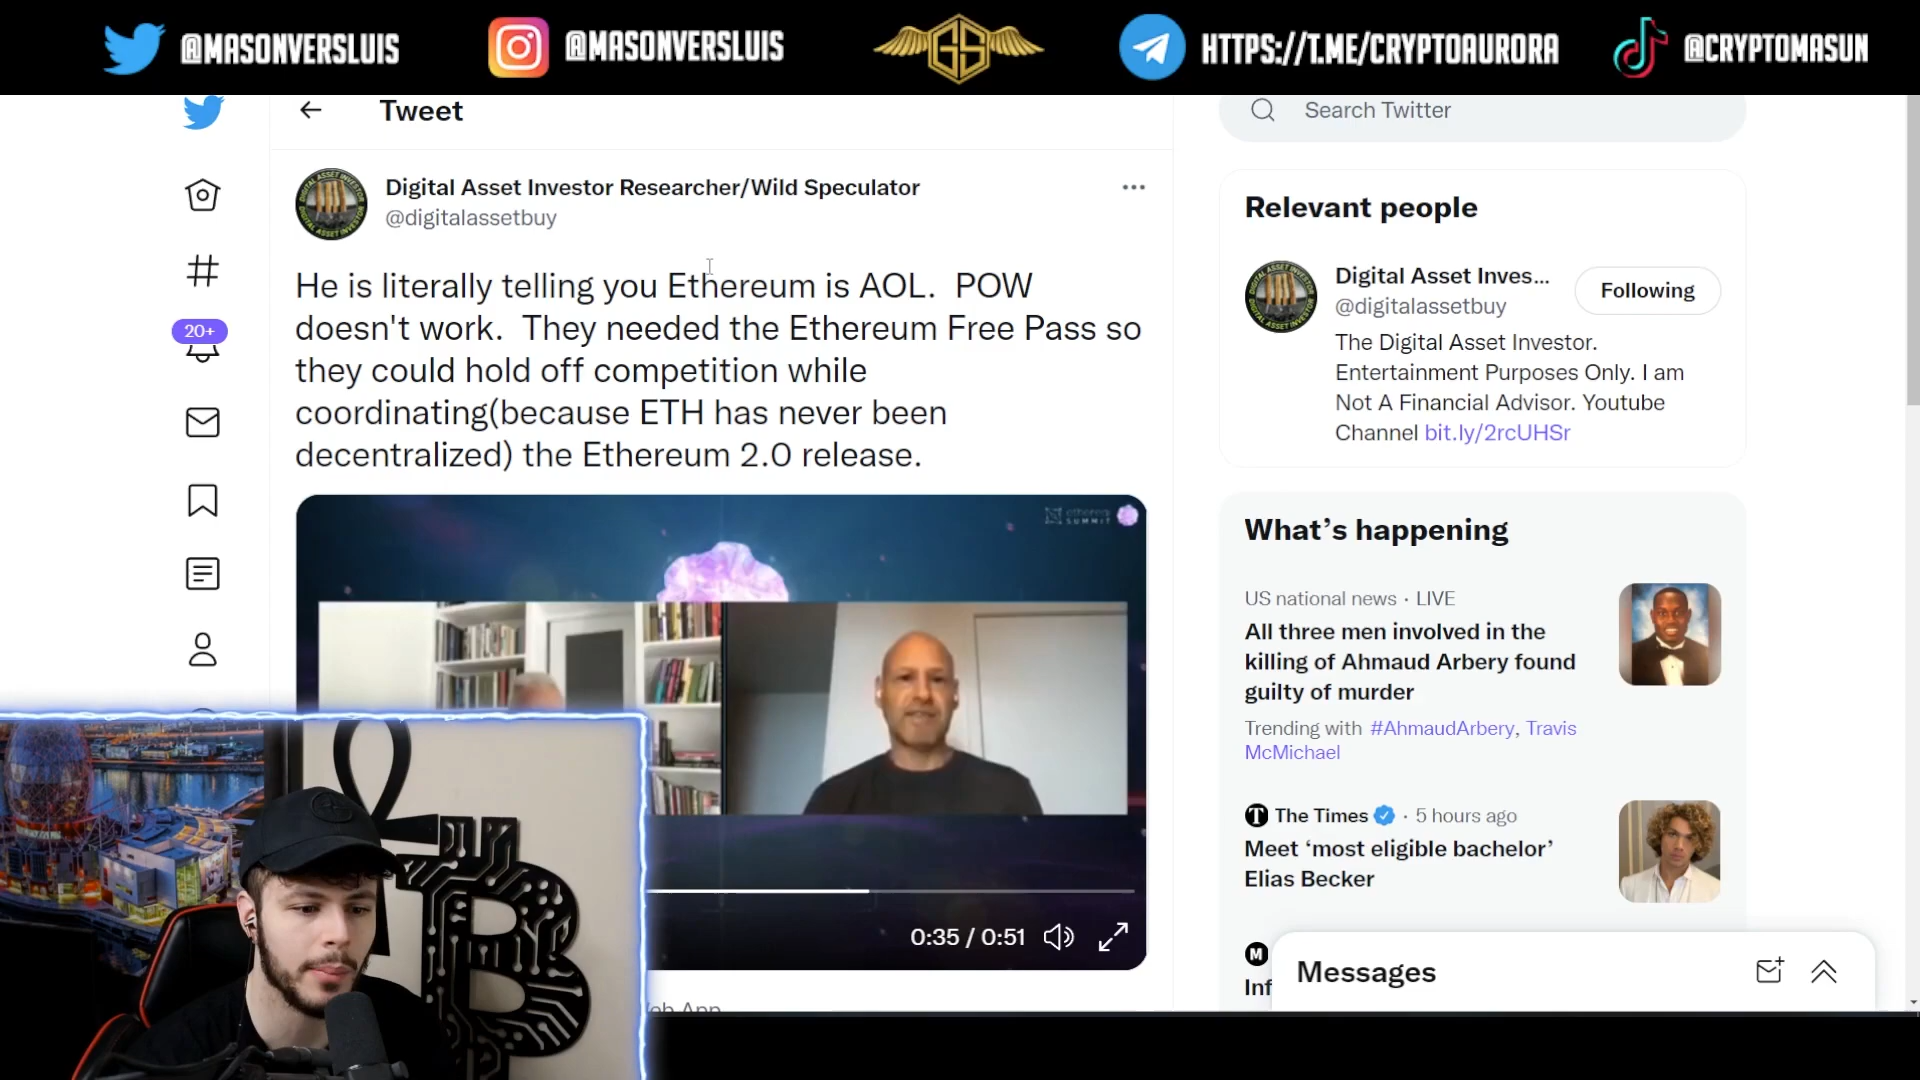 @MASONVERSLUIS
@MASONVERSLUIS
GS
HTTPS://T.ME/CRYPTOAURORA
@CRYPTOMASUN
Tweet
Search Twitter
Digital Asset Investor Researcher/Wild Speculator
@digitalassetbuy
He is literally telling you Ethereum is AOL. POW
doesn't work. They needed the Ethereum Free Pass so
they could hold off competition while
coordinating(because ETH has never been
decentralized) the Ethereum 2.0 release.
20+
ethereal
SUMMIT
0:35 / 0:51
Web App
Relevant people
Digital Asset Inves...
@digitalassetbuy
Following
The Digital Asset Investor.
Entertainment Purposes Only. I am
Not A Financial Advisor. Youtube
Channel bit.ly/2rcUHSr
What's happening
US national news · LIVE
All three men involved in the
killing of Ahmaud Arbery found
guilty of murder
Trending with #AhmaudArbery, Travis
McMichael
The Times · 5 hours ago
Meet ‘most eligible bachelor’
Elias Becker
M
Inf
Messages